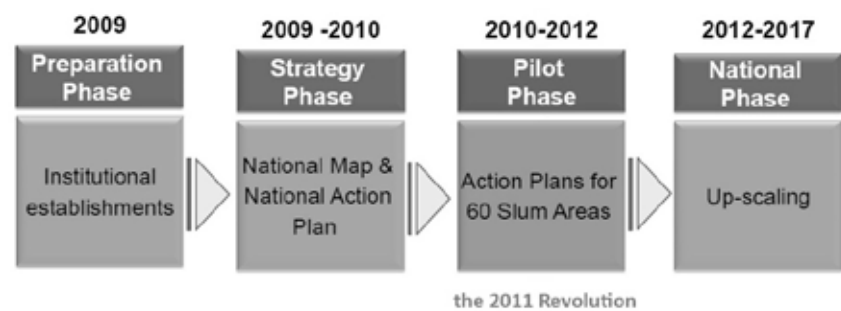 2009
Preparation
Phase
Institutional
establishments
2009 -2010
Strategy
Phase
National Map &
National Action
Plan
2010-2012
Pilot
Phase
Action Plans for
60 Slum Areas
the 2011 Revolution
2012-2017
National
Phase
Up-scaling